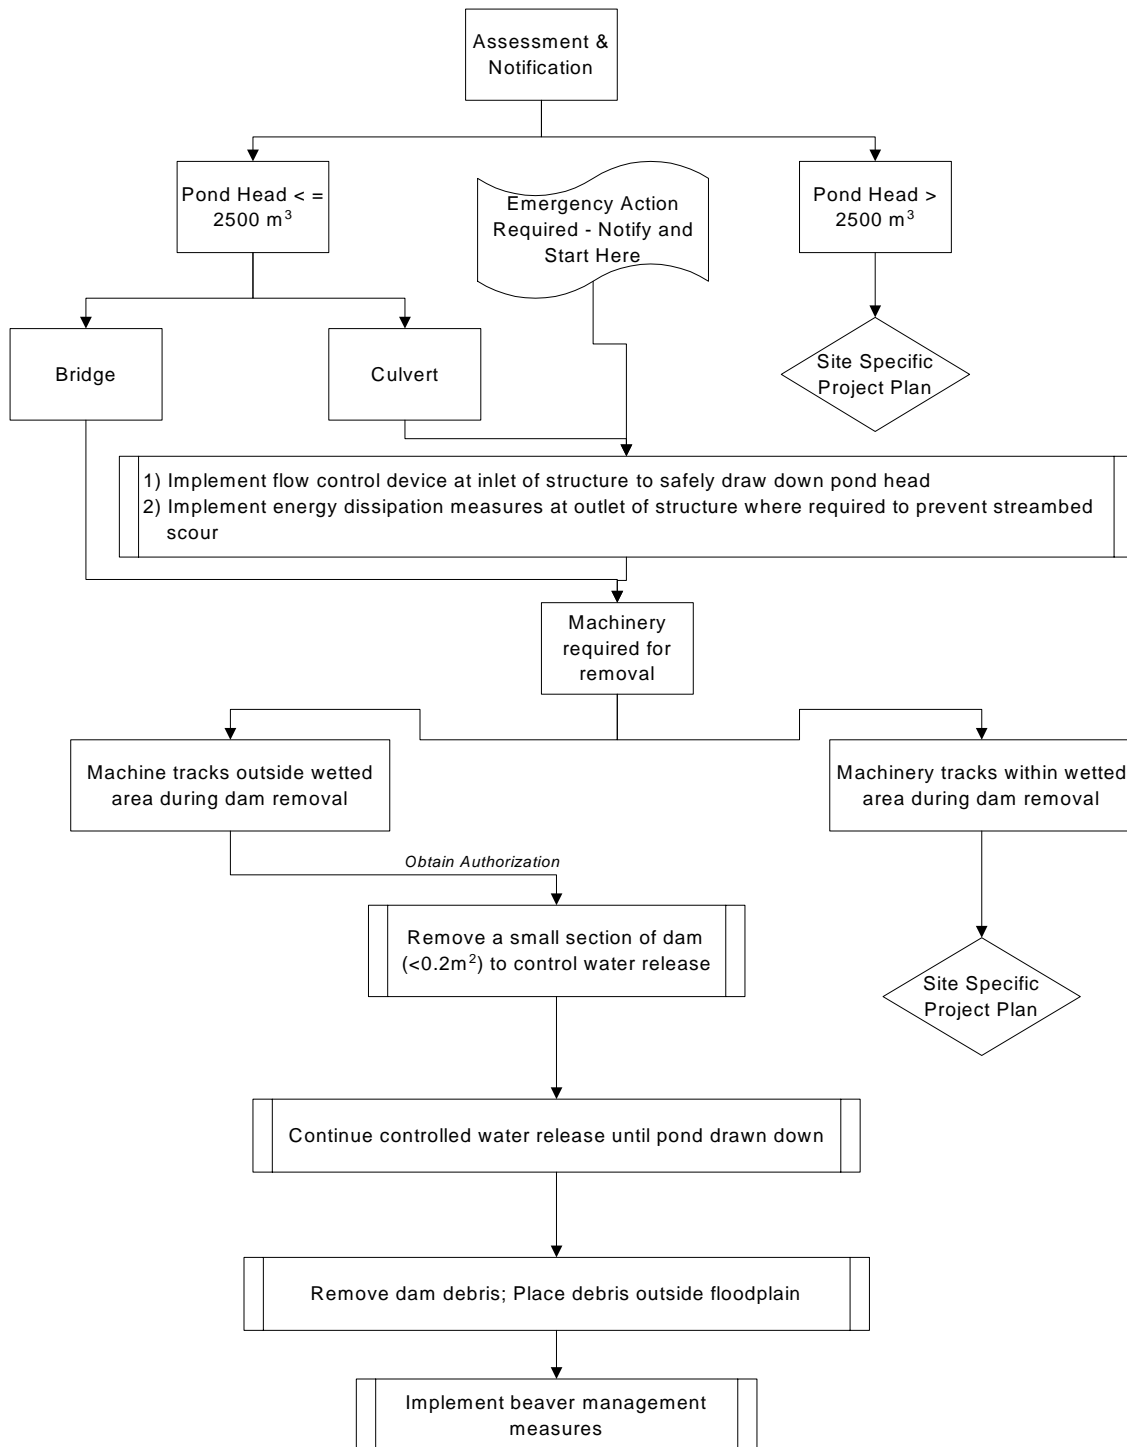 Assessment &
Notification
Pond Head < =
2500 m³
Emergency Action
Required - Notify and
Start Here
Pond Head >
2500 m³
Bridge
Culvert
Site Specific
Project Plan
1) Implement flow control device at inlet of structure to safely draw down pond head
2) Implement energy dissipation measures at outlet of structure where required to prevent streambed
scour
Machinery
required for
removal
Machine tracks outside wetted
area during dam removal
Machinery tracks within wetted
area during dam removal
Obtain Authorization
Remove a small section of dam
(<0.2m²) to control water release
Site Specific
Project Plan
Continue controlled water release until pond drawn down
Remove dam debris; Place debris outside floodplain
Implement beaver management
measures